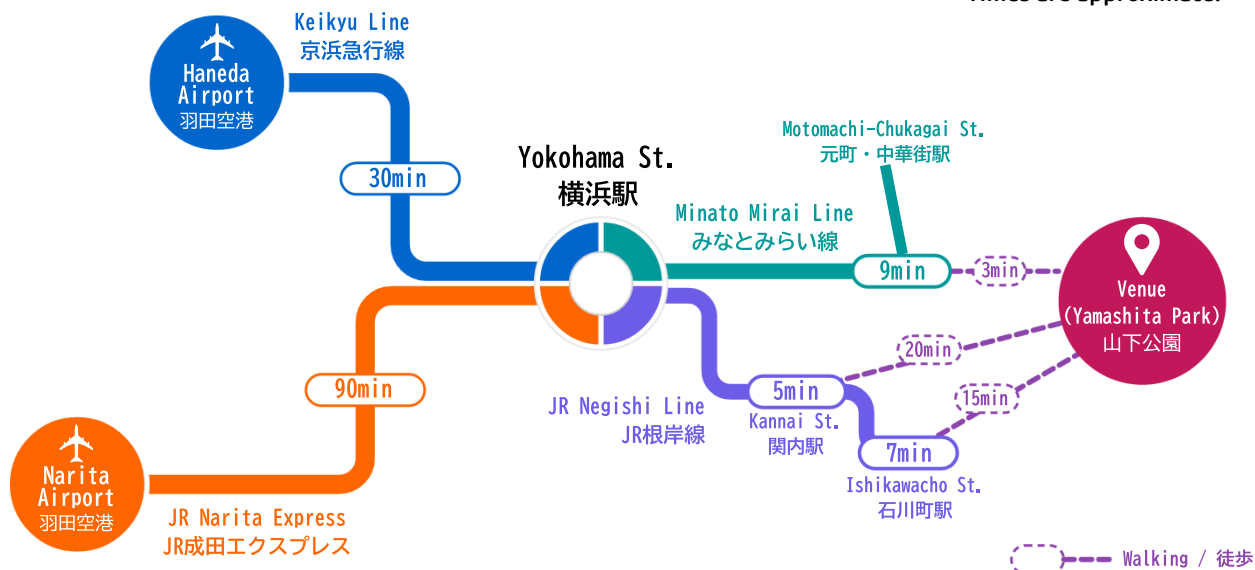 Times are approximate.
Keikyu Line
京浜急行線
Haneda
Airport
羽田空港
30min
Yokohama St.
横浜駅
Motomachi-Chukagai St.
元町・中華街駅
Minato Mirai Line
みなとみらい線
9min
3min
Venue
(Yamashita Park)
山下公園
20min
15min
90min
JR Negishi Line
JR根岸線
5min
Kannai St.
関内駅
7min
Ishikawacho St.
石川町駅
Narita
Airport
羽田空港
JR Narita Express
JR成田エクスプレス
Walking / 徒歩